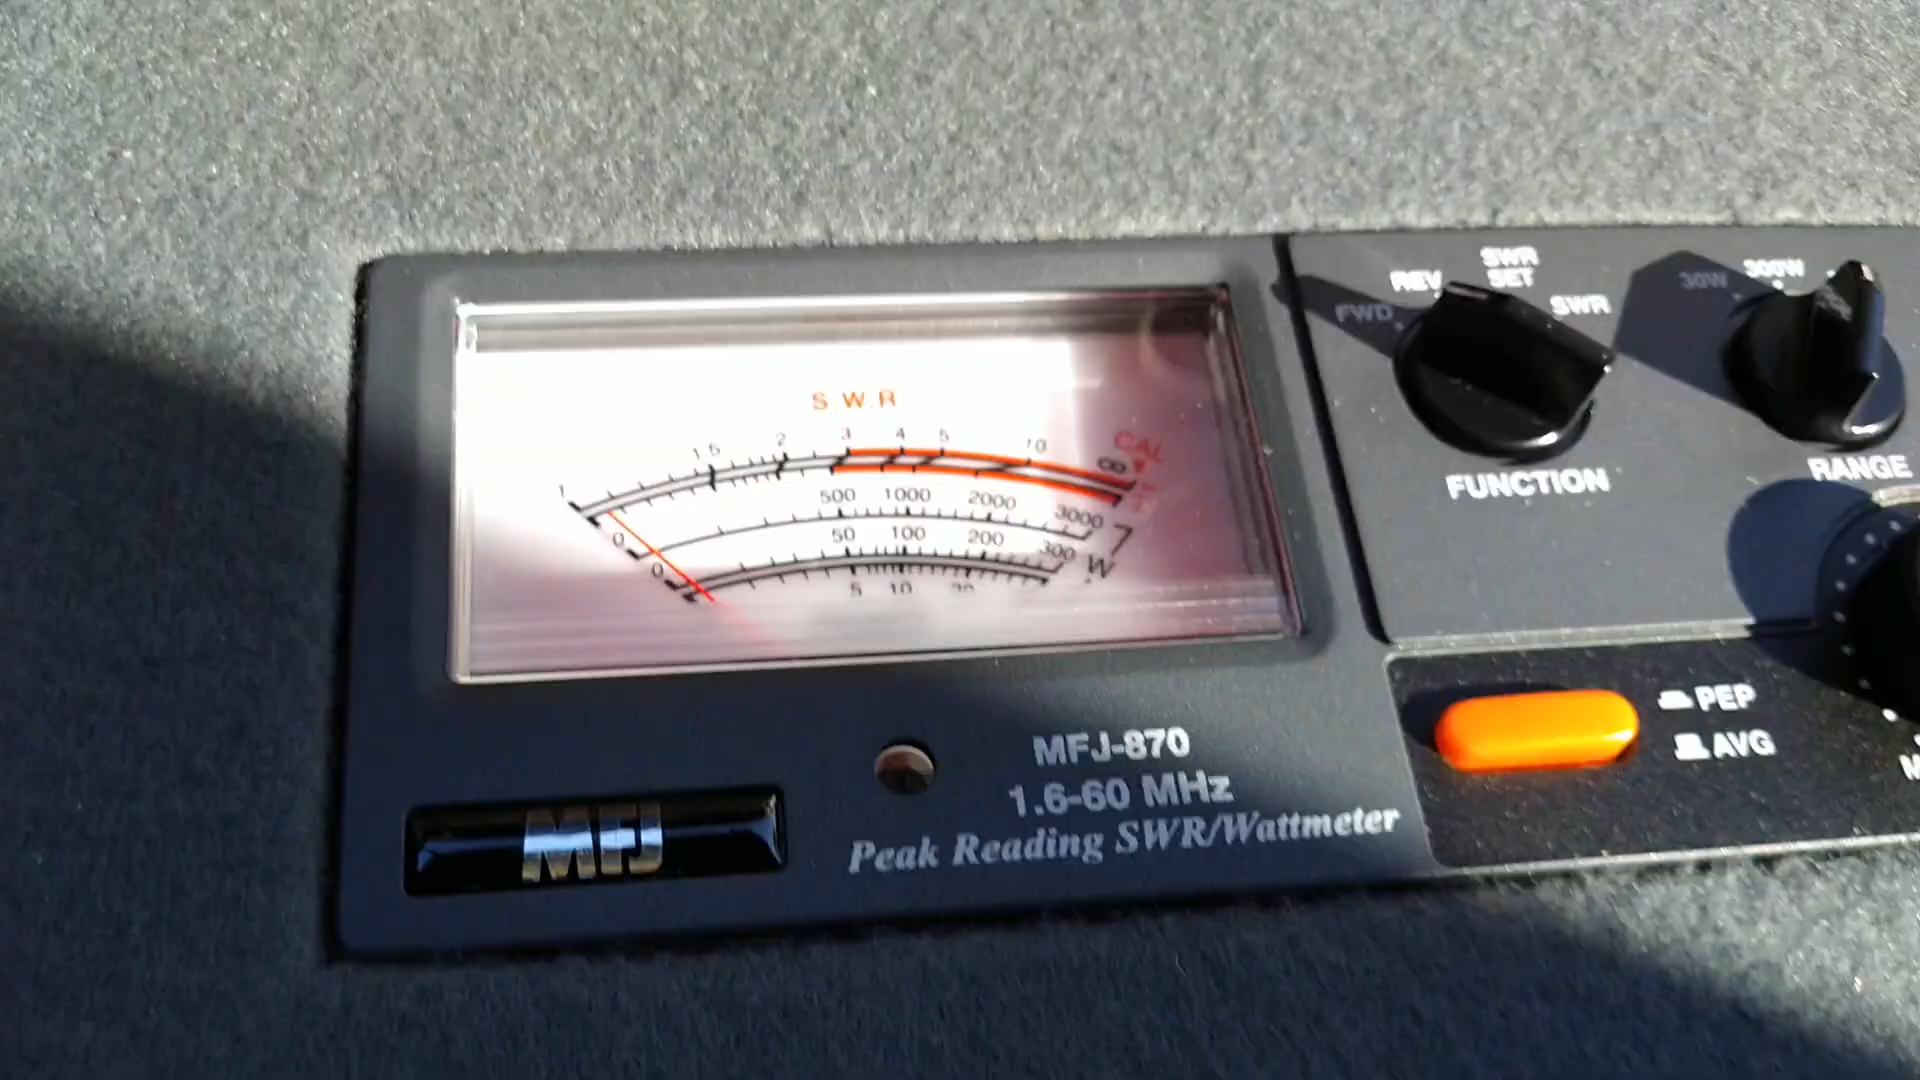 S.W.R
1 1.5 2 3 4 5 10 ∞ CAL
500 1000 2000 3000
0 50 100 200 300 W
0 5 10
FWD REV SWR SET SWR
FUNCTION
30W 300W
RANGE
PEP
AVG
MFJ-870
1.6-60 MHz
Peak Reading SWR/Wattmeter
MFJ